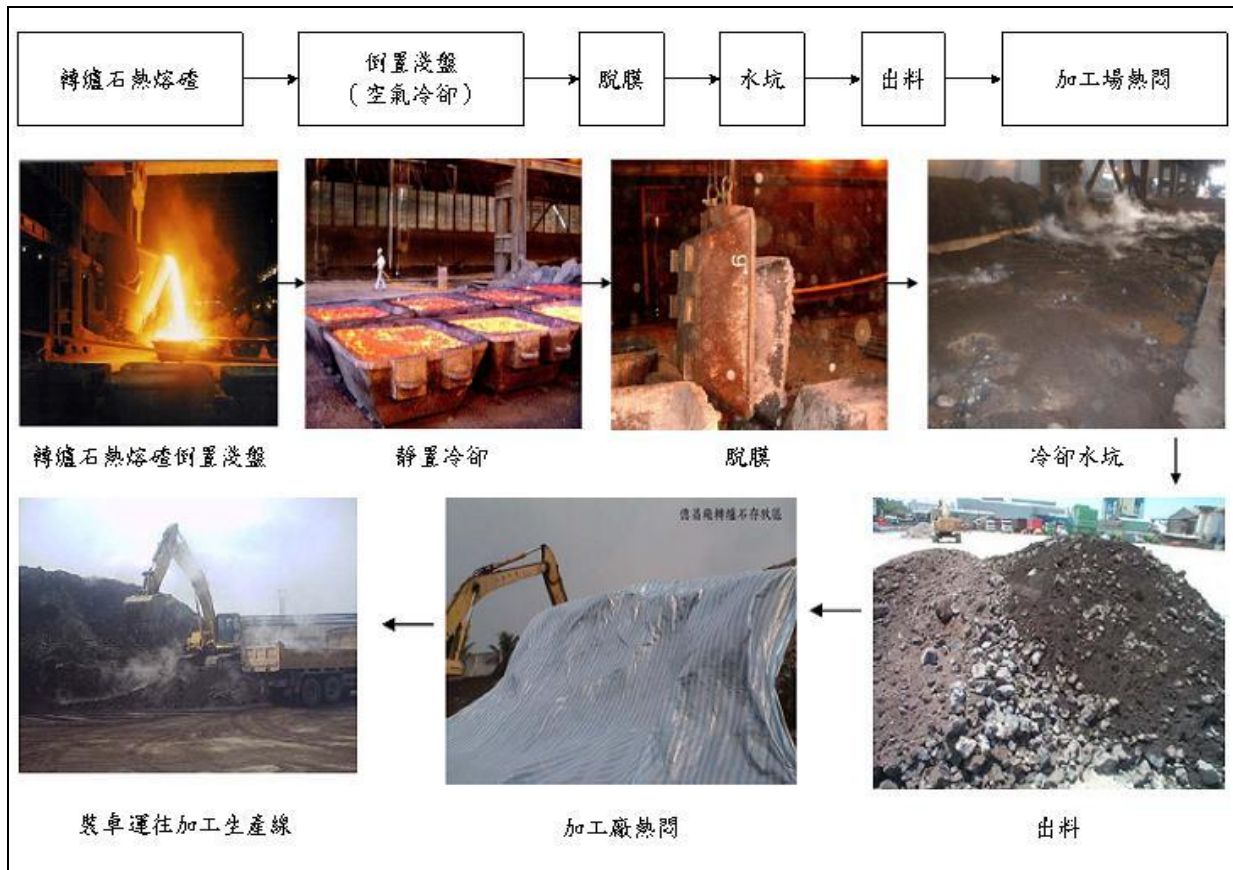 轉爐石熱熔碴
倒置淺盤
(空氣冷卻)
脫膜
水坑
出料
加工場熱悶
9
轉爐石熱熔碴倒置淺盤
靜置冷卻
脫膜
冷卻水坑
裝車運往加工生產線
加工廠熱悶
出料